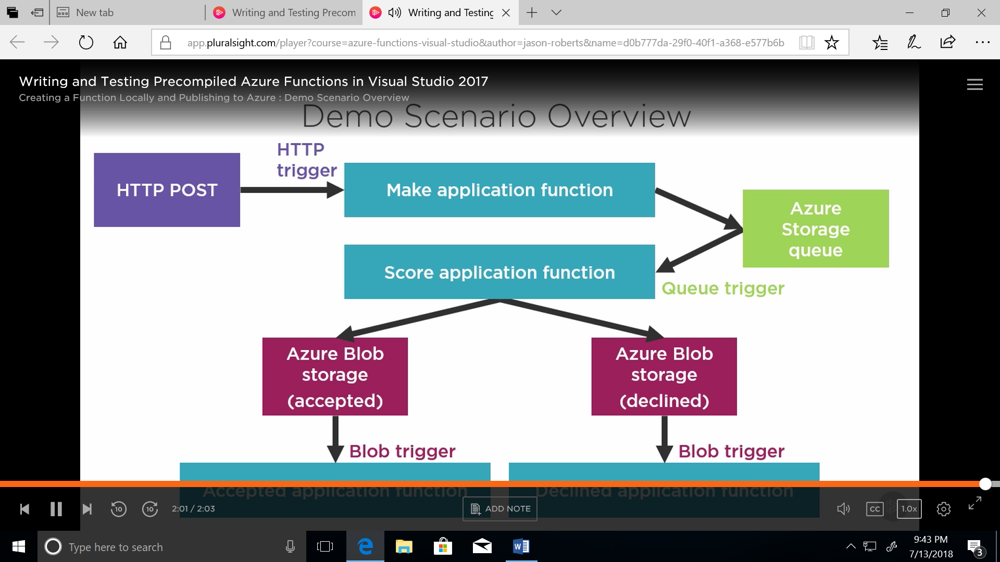 New tab
Writing and Testing Precom
Writing and Testing
app.pluralsight.com/player?course=azure-functions-visual-studio&author=jason-roberts&name=d0b777da-29f0-40f1-a368-e577b6b
Writing and Testing Precompiled Azure Functions in Visual Studio 2017
Creating a Function Locally and Publishing to Azure : Demo Scenario Overview
Demo Scenario Overview
HTTP
trigger
HTTP POST
Make application function
Azure
Storage
queue
Score application function
Queue trigger
Azure Blob
storage
(accepted)
Azure Blob
storage
(declined)
Blob trigger
Blob trigger
Accepted application function
Declined application function
10
10
2:01 / 2:03
ADD NOTE
CC
1.0x
Type here to search
9:43 PM
7/13/2018
3